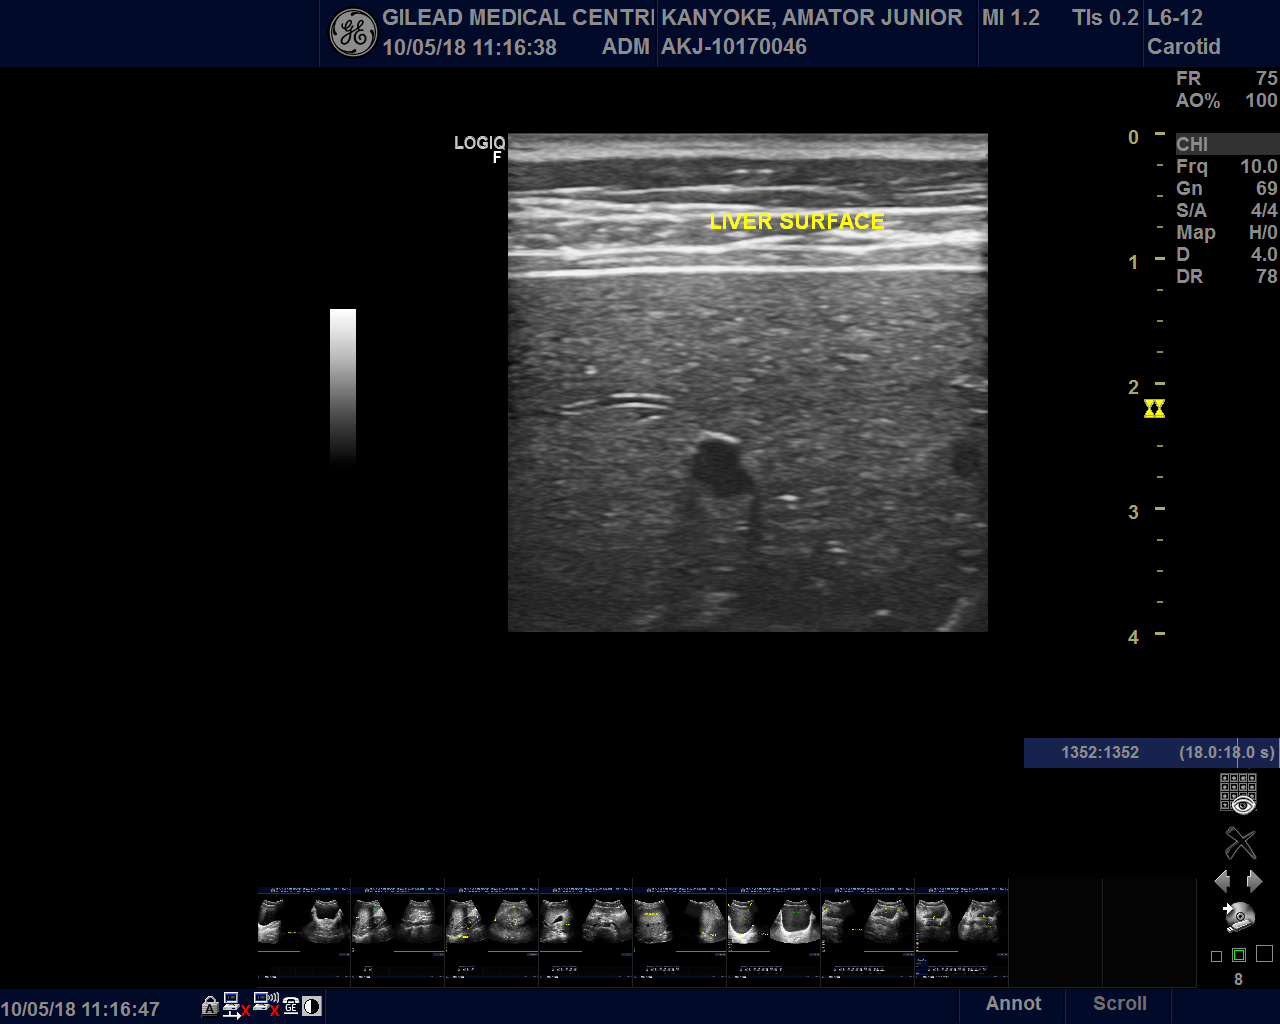 GILEAD MEDICAL CENTRI
KANYOKE, AMATOR JUNIOR
MI 1.2
TIs 0.2
L6-12
10/05/18 11:16:38
ADM
AKJ-10170046
Carotid
FR 75
AO% 100
CHI
Frq 10.0
Gn 69
S/A 4/4
Map H/0
D 4.0
DR 78
LOGIQ
F
LIVER SURFACE
0
1
2
3
4
1352:1352 (18.0:18.0 s)
8
10/05/18 11:16:47
Annot
Scroll